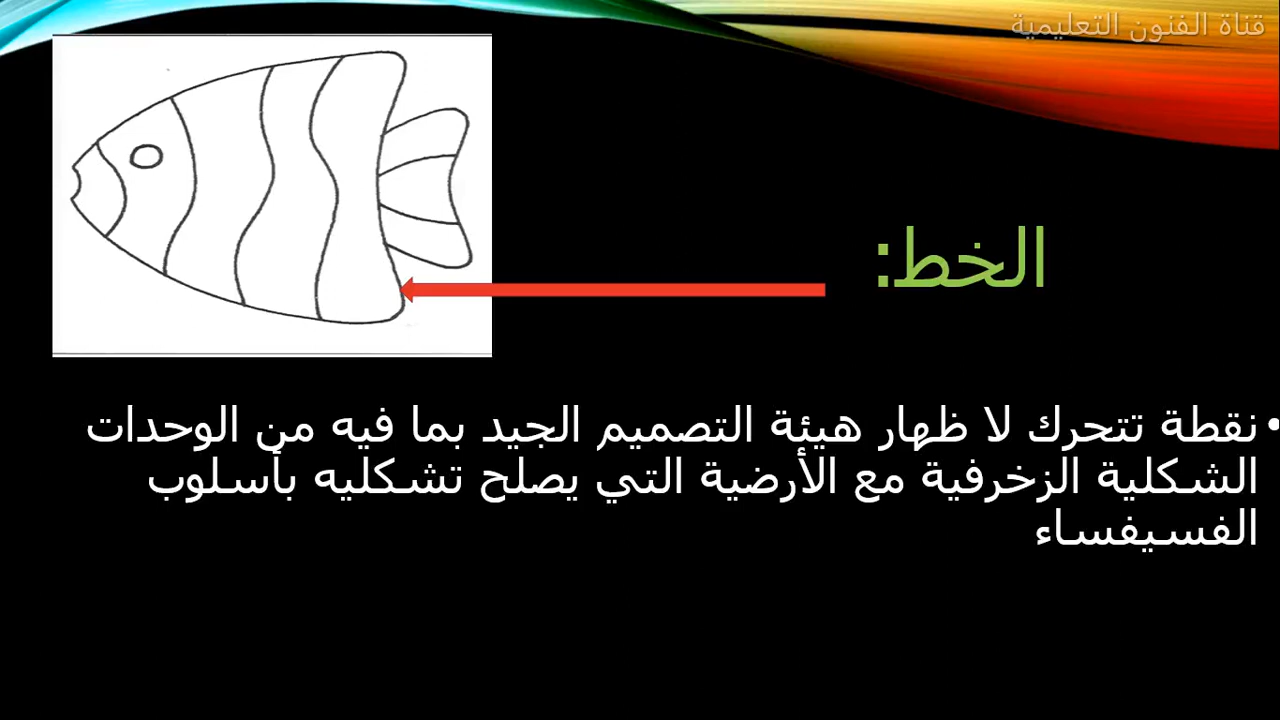 قناة الفنون التعليمية
الخط:
• نقطة تتحرك لا ظهار هيئة التصميم الجيد بما فيه من الوحدات
الشكلية الزخرفية مع الأرضية التي يصلح تشكليه بأسلوب
الفسيفساء